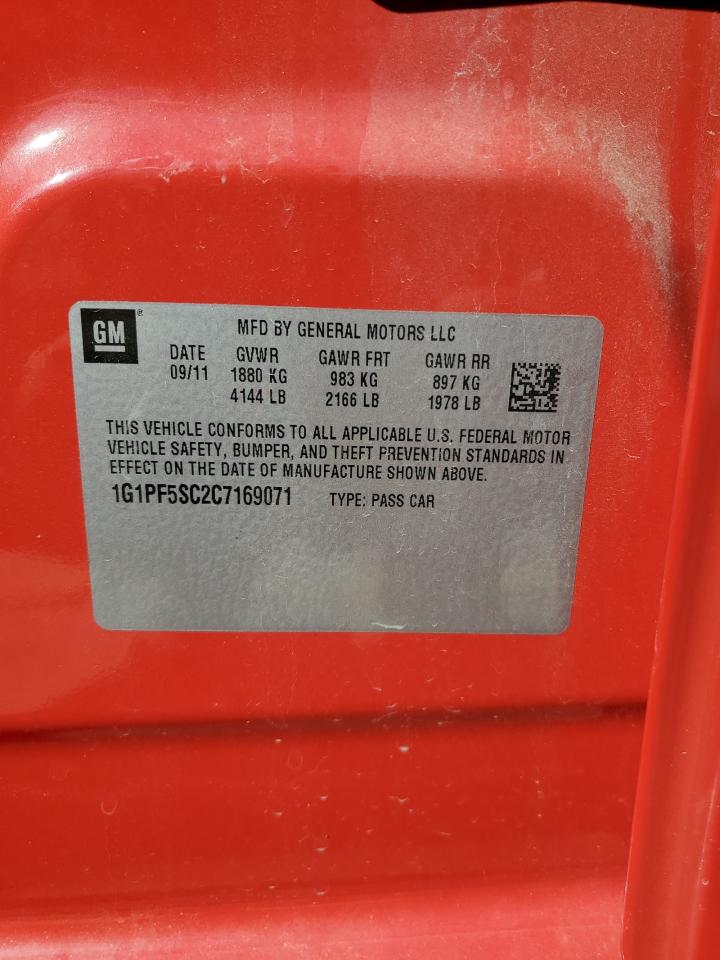 GM ®
MFD BY GENERAL MOTORS LLC
DATE GVWR GAWR FRT GAWR RR
09/11 1880 KG 983 KG 897 KG
4144 LB 2166 LB 1978 LB
THIS VEHICLE CONFORMS TO ALL APPLICABLE U.S. FEDERAL MOTOR
VEHICLE SAFETY, BUMPER, AND THEFT PREVENTION STANDARDS IN
EFFECT ON THE DATE OF MANUFACTURE SHOWN ABOVE.
1G1PF5SC2C7169071 TYPE: PASS CAR